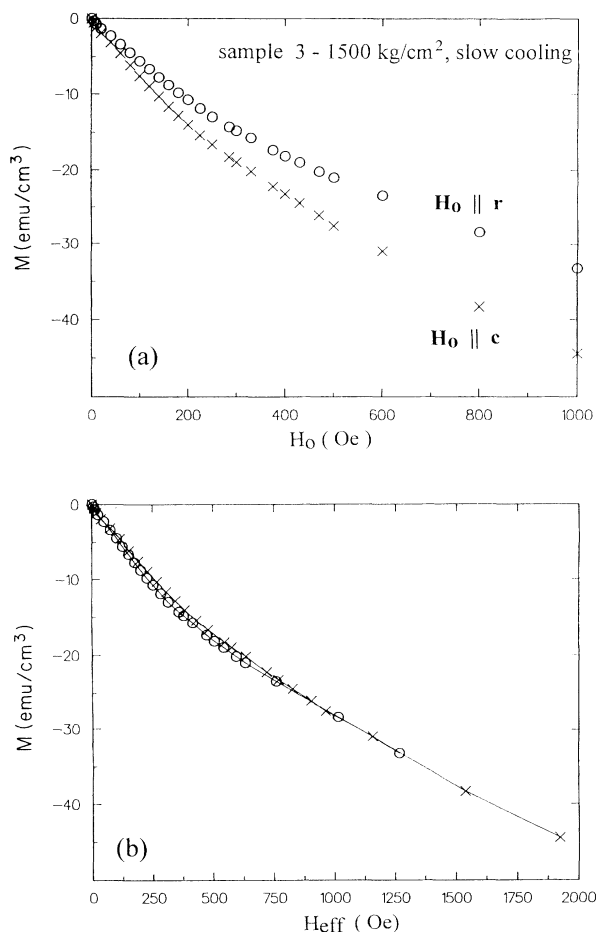 0
-10
-20
-30
-40
M (emu/cm³)
sample 3 - 1500 kg/cm², slow cooling
H₀ || r
H₀ || c
(a)
0 200 400 600 800 1000
H₀ ( Oe )
0
-10
-20
-30
-40
M (emu/cm³)
(b)
0 250 500 750 1000 1250 1500 1750 2000
Heff (Oe)